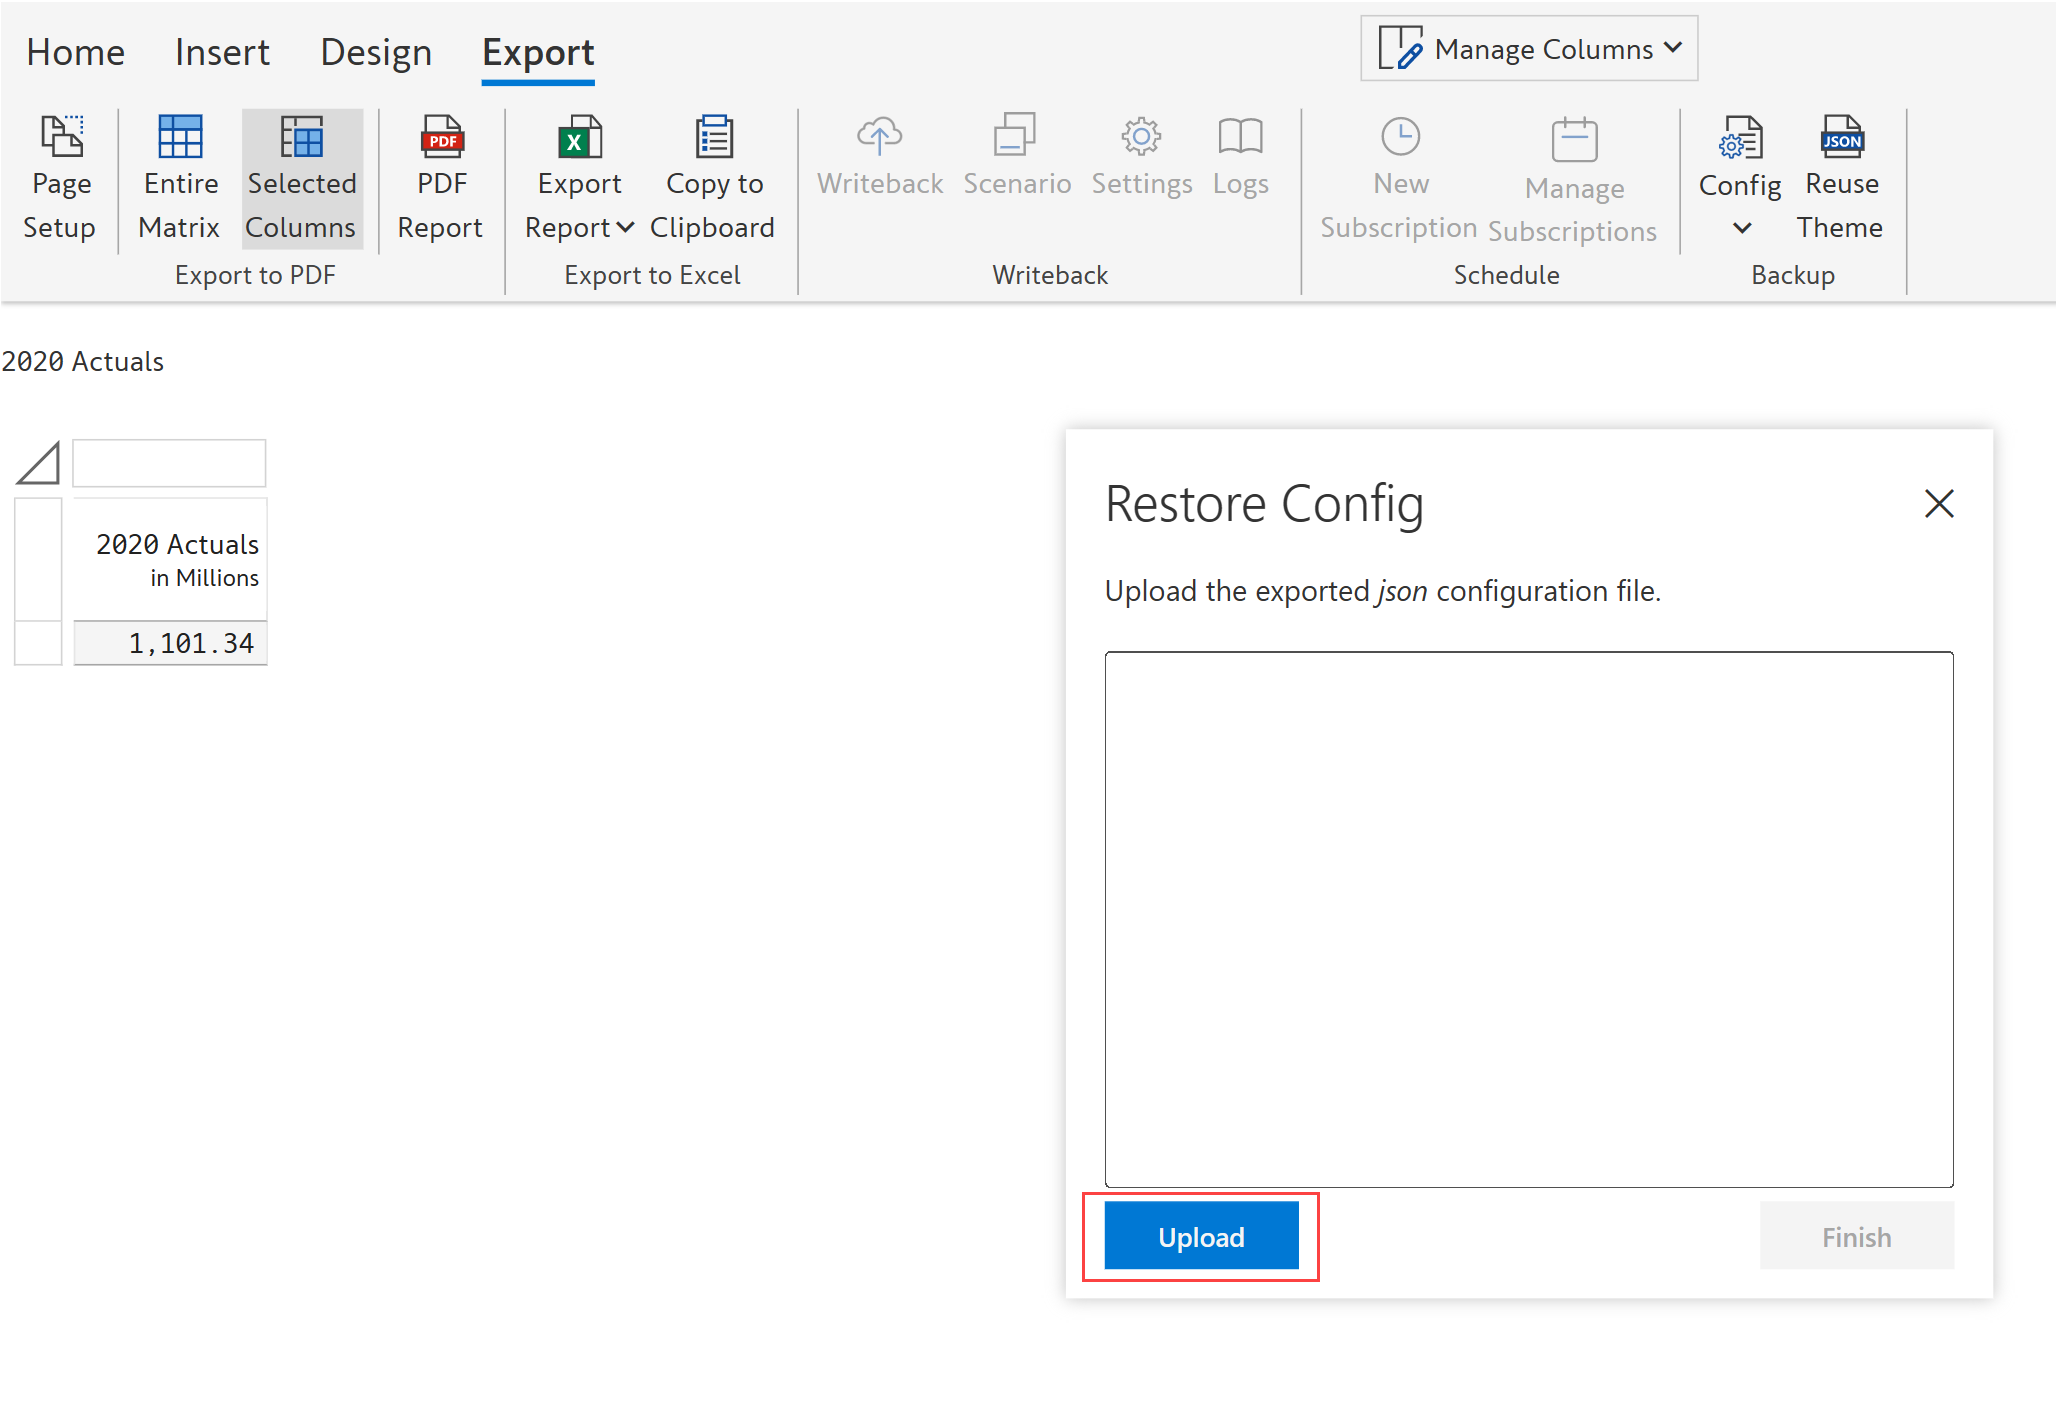 Home Insert Design Export
Manage Columns
Page Setup
Entire Matrix
Selected Columns
PDF
PDF Report
X
Export Report
Copy to Clipboard
Writeback
Scenario
Settings
Logs
New Subscription
Manage Subscriptions
Config
JSON
Reuse Theme
Export to PDF
Export to Excel
Writeback
Schedule
Backup
2020 Actuals
2020 Actuals
in Millions
1,101.34
Restore Config
Upload the exported json configuration file.
Upload
Finish